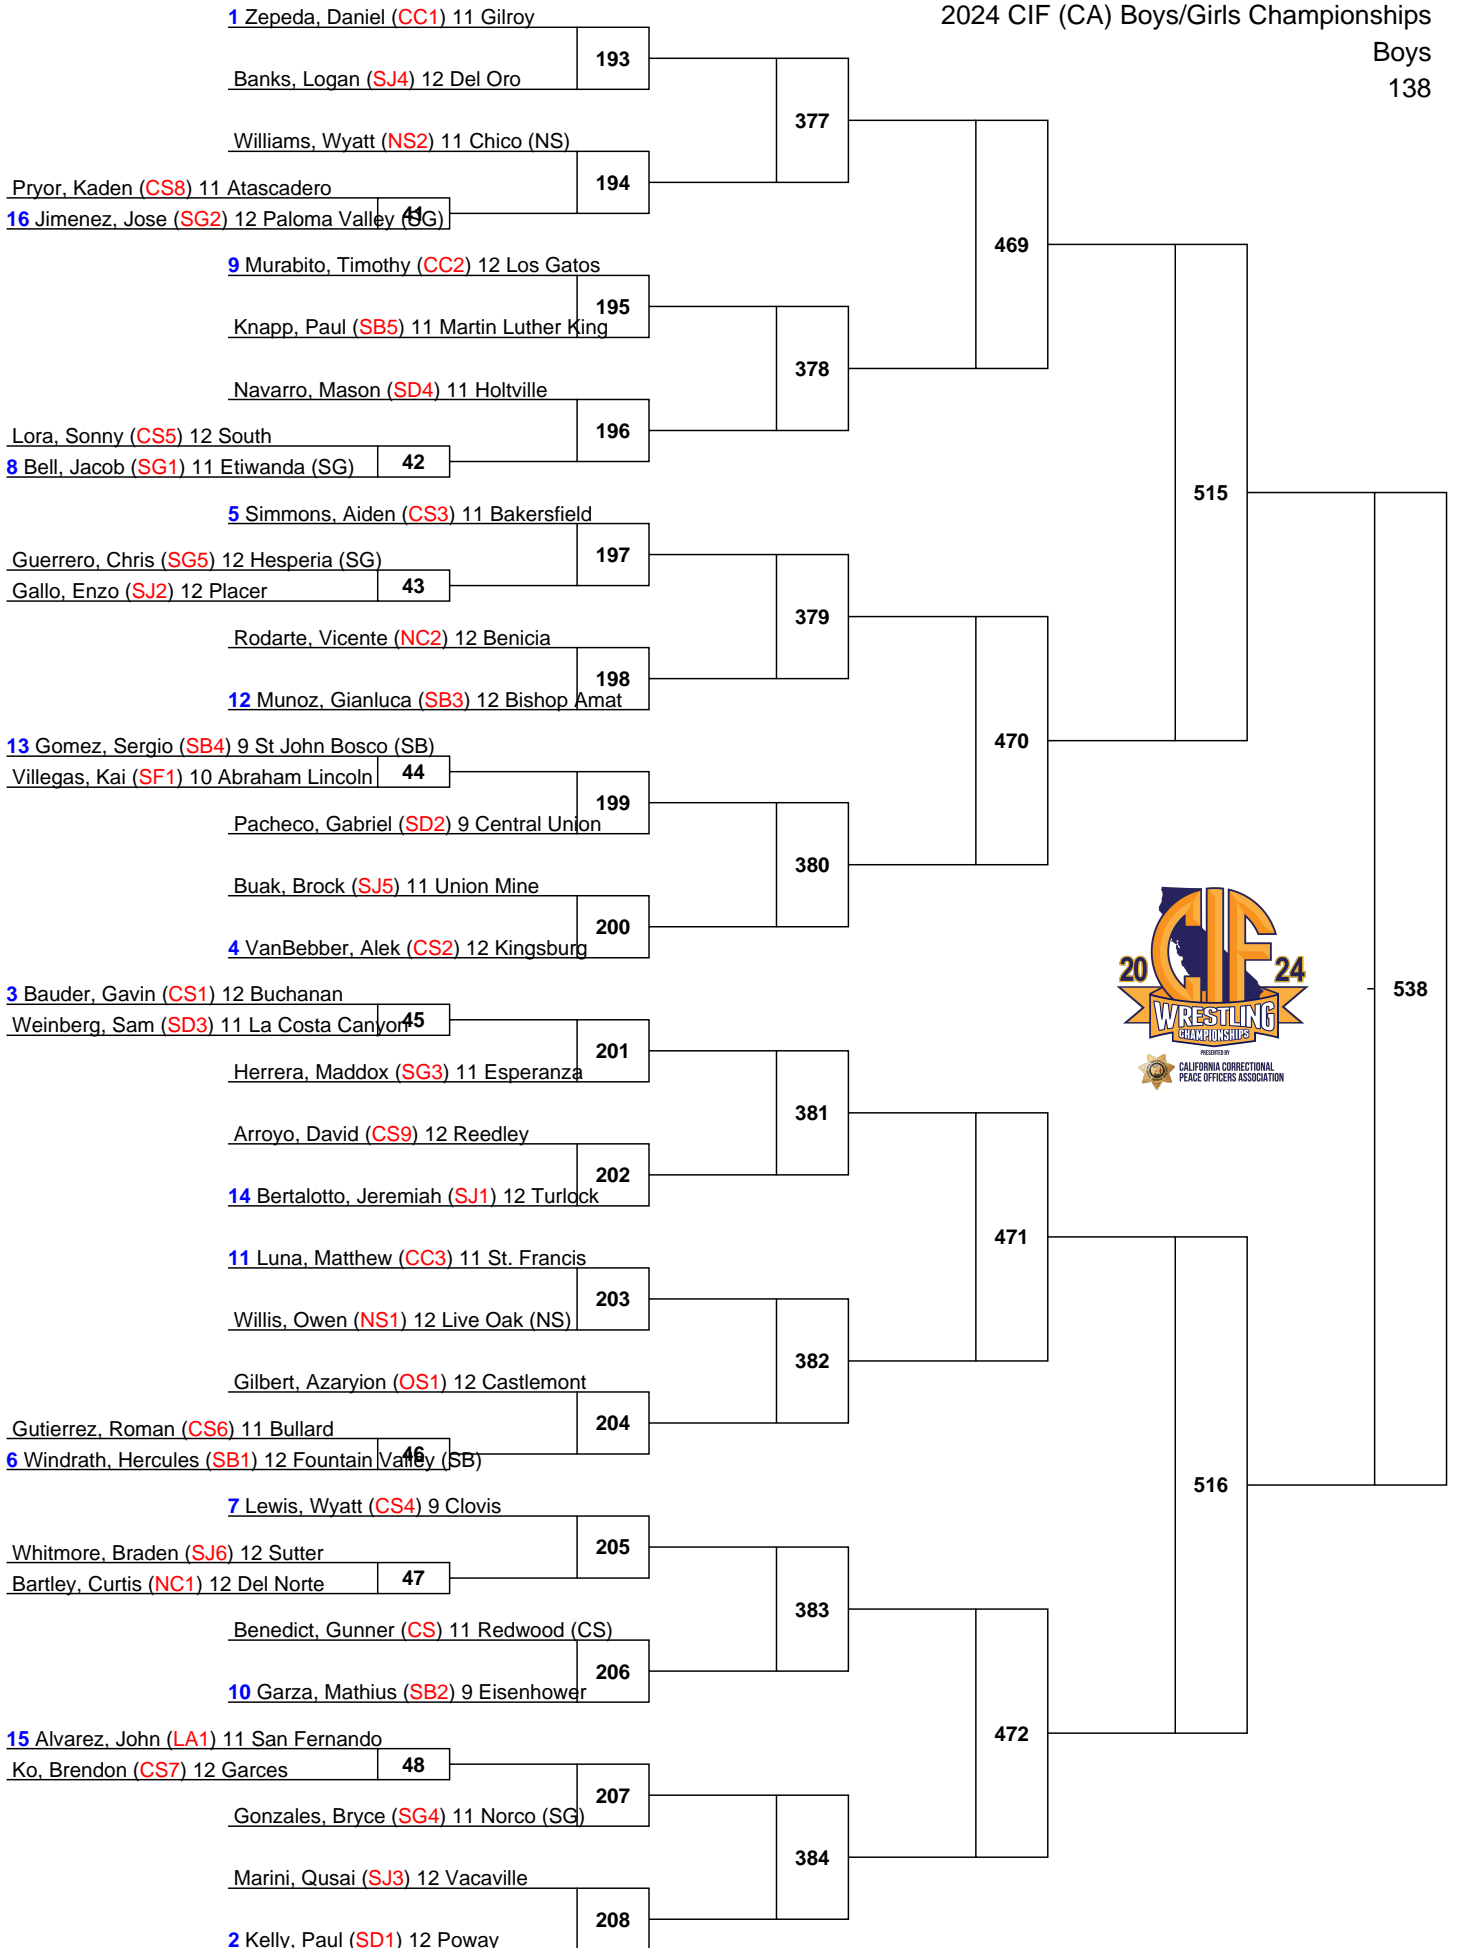 1 Zepeda, Daniel (CC1) 11 Gilroy
2024 CIF (CA) Boys/Girls Championships
Boys
138
193
Banks, Logan (SJ4) 12 Del Oro
377
Williams, Wyatt (NS2) 11 Chico (NS)
194
Pryor, Kaden (CS8) 11 Atascadero
41
16 Jimenez, Jose (SG2) 12 Paloma Valley (SG)
469
9 Murabito, Timothy (CC2) 12 Los Gatos
195
Knapp, Paul (SB5) 11 Martin Luther King
378
Navarro, Mason (SD4) 11 Holtville
196
Lora, Sonny (CS5) 12 South
42
8 Bell, Jacob (SG1) 11 Etiwanda (SG)
515
5 Simmons, Aiden (CS3) 11 Bakersfield
197
Guerrero, Chris (SG5) 12 Hesperia (SG)
43
Gallo, Enzo (SJ2) 12 Placer
379
Rodarte, Vicente (NC2) 12 Benicia
198
12 Munoz, Gianluca (SB3) 12 Bishop Amat
470
13 Gomez, Sergio (SB4) 9 St John Bosco (SB)
44
Villegas, Kai (SF1) 10 Abraham Lincoln
199
Pacheco, Gabriel (SD2) 9 Central Union
380
Buak, Brock (SJ5) 11 Union Mine
200
4 VanBebber, Alek (CS2) 12 Kingsburg
CIF
20 24
WRESTLING
CHAMPIONSHIPS
PRESENTED BY
CALIFORNIA CORRECTIONAL
PEACE OFFICERS ASSOCIATION
538
3 Bauder, Gavin (CS1) 12 Buchanan
45
Weinberg, Sam (SD3) 11 La Costa Canyon
201
Herrera, Maddox (SG3) 11 Esperanza
381
Arroyo, David (CS9) 12 Reedley
202
14 Bertalotto, Jeremiah (SJ1) 12 Turlock
471
11 Luna, Matthew (CC3) 11 St. Francis
203
Willis, Owen (NS1) 12 Live Oak (NS)
382
Gilbert, Azaryion (OS1) 12 Castlemont
204
Gutierrez, Roman (CS6) 11 Bullard
46
6 Windrath, Hercules (SB1) 12 Fountain Valley (SB)
516
7 Lewis, Wyatt (CS4) 9 Clovis
205
Whitmore, Braden (SJ6) 12 Sutter
47
Bartley, Curtis (NC1) 12 Del Norte
383
Benedict, Gunner (CS) 11 Redwood (CS)
206
10 Garza, Mathius (SB2) 9 Eisenhower
472
15 Alvarez, John (LA1) 11 San Fernando
48
Ko, Brendon (CS7) 12 Garces
207
Gonzales, Bryce (SG4) 11 Norco (SG)
384
Marini, Qusai (SJ3) 12 Vacaville
208
2 Kelly, Paul (SD1) 12 Poway